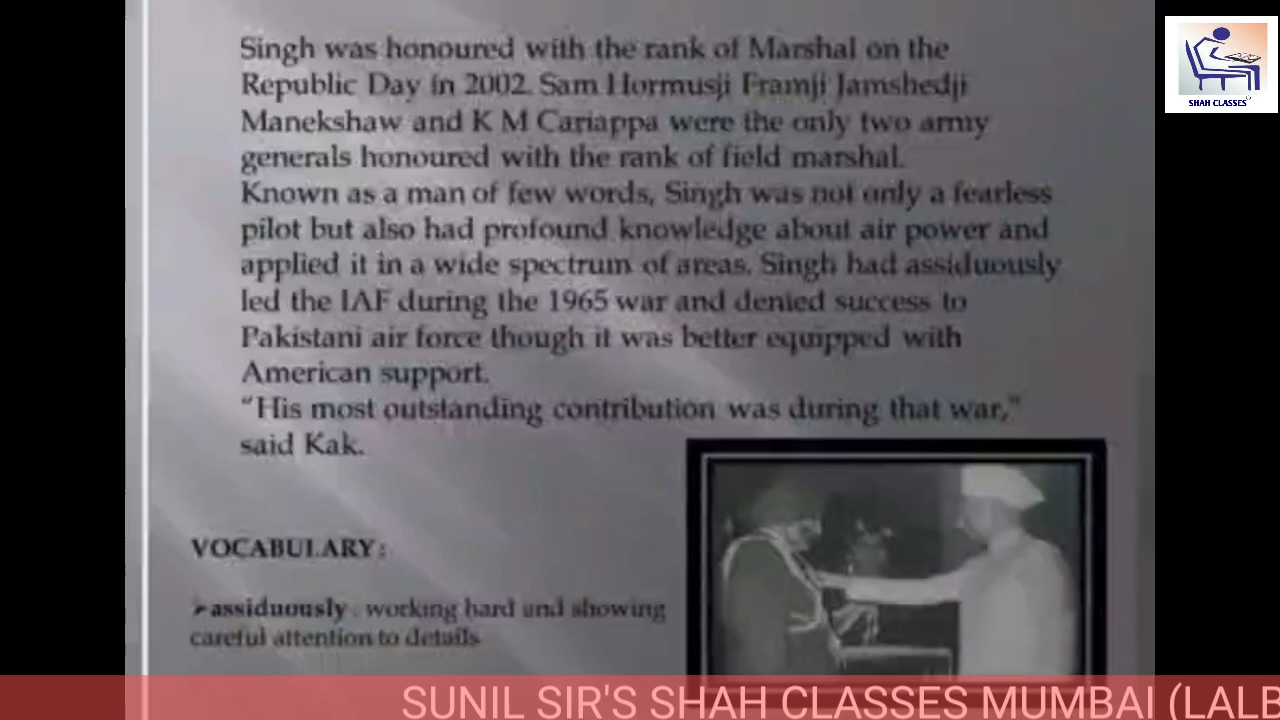 Singh was honoured with the rank of Marshal on the
Republic Day in 2002. Sam Hormusji Framji Jamshedji
Manekshaw and K M Cariappa were the only two army
generals honoured with the rank of field marshal.
Known as a man of few words, Singh was not only a fearless
pilot but also had profound knowledge about air power and
applied it in a wide spectrum of areas. Singh had assiduously
led the IAF during the 1965 war and denied success to
Pakistani air force though it was better equipped with
American support.
"His most outstanding contribution was during that war,"
said Kak.
VOCABULARY:
➢assiduously : working hard and showing
careful attention to details
SHAH CLASSES
SUNIL SIR'S SHAH CLASSES MUMBAI (LALB